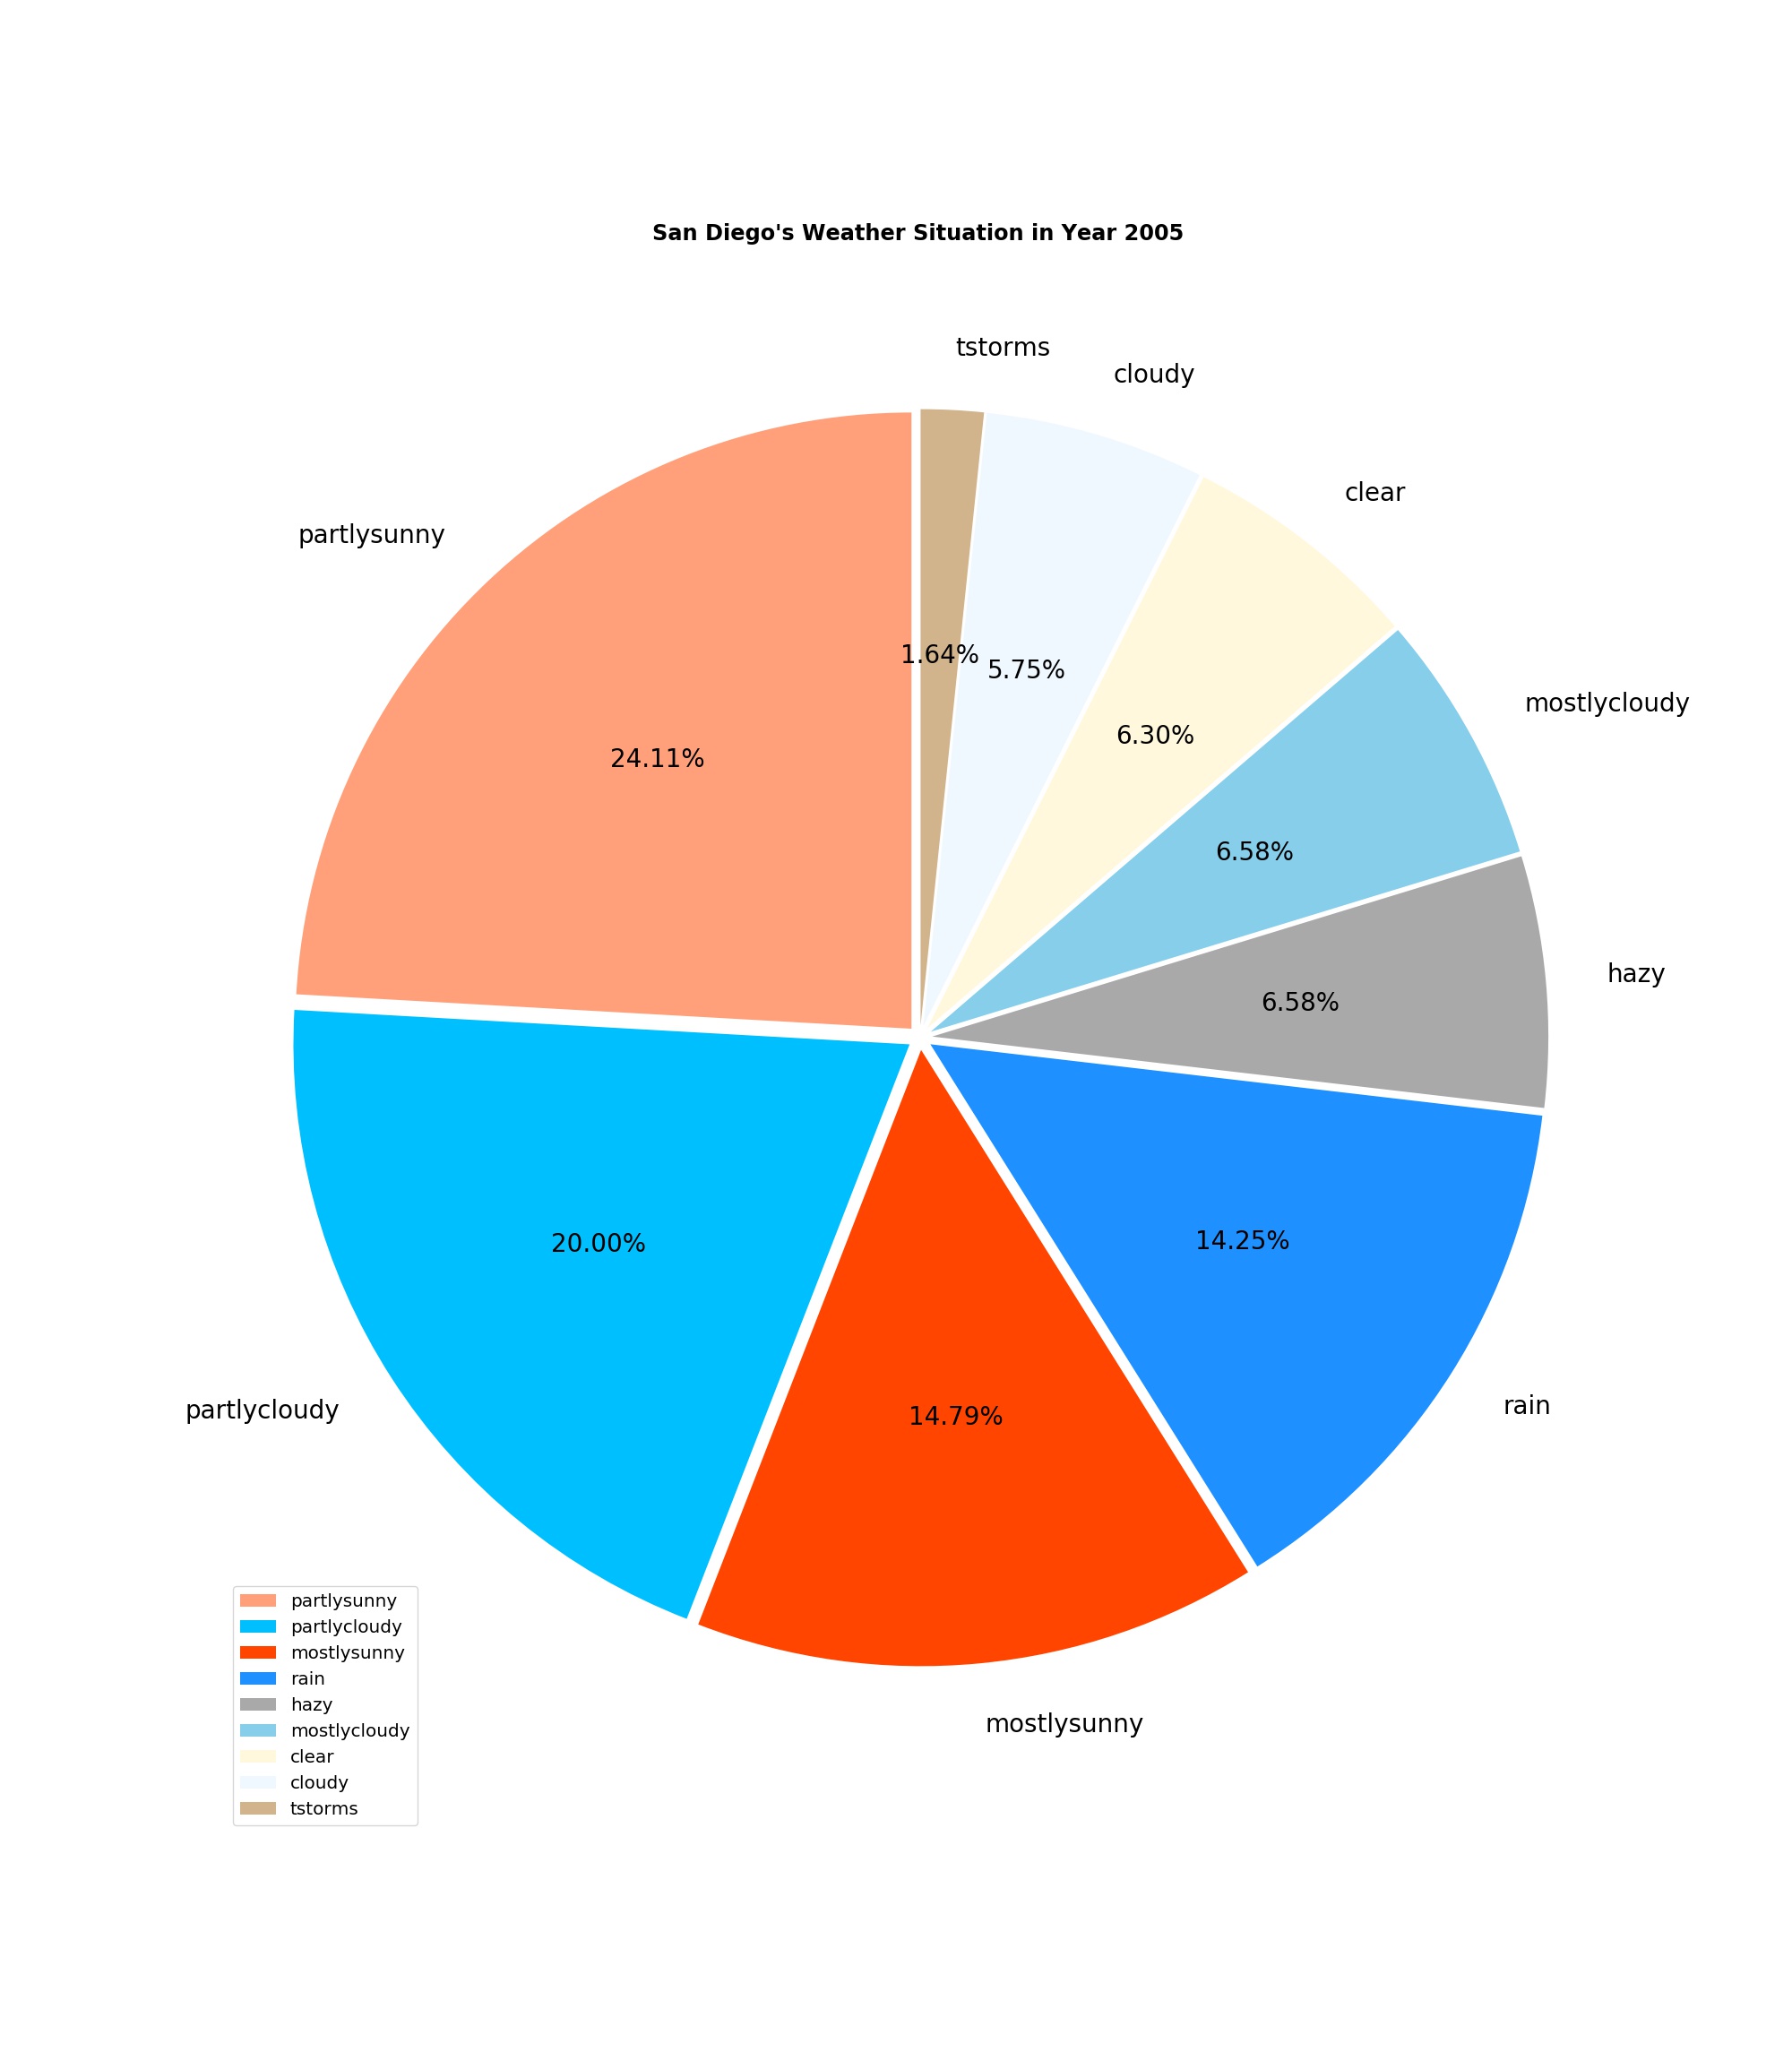 San Diego's Weather Situation in Year 2005
tstorms
cloudy
clear
partlysunny
mostlycloudy
1.64%
5.75%
6.30%
24.11%
6.58%
hazy
6.58%
14.25%
20.00%
rain
partlycloudy
14.79%
mostlysunny
partlysunny
partlycloudy
mostlysunny
rain
hazy
mostlycloudy
clear
cloudy
tstorms